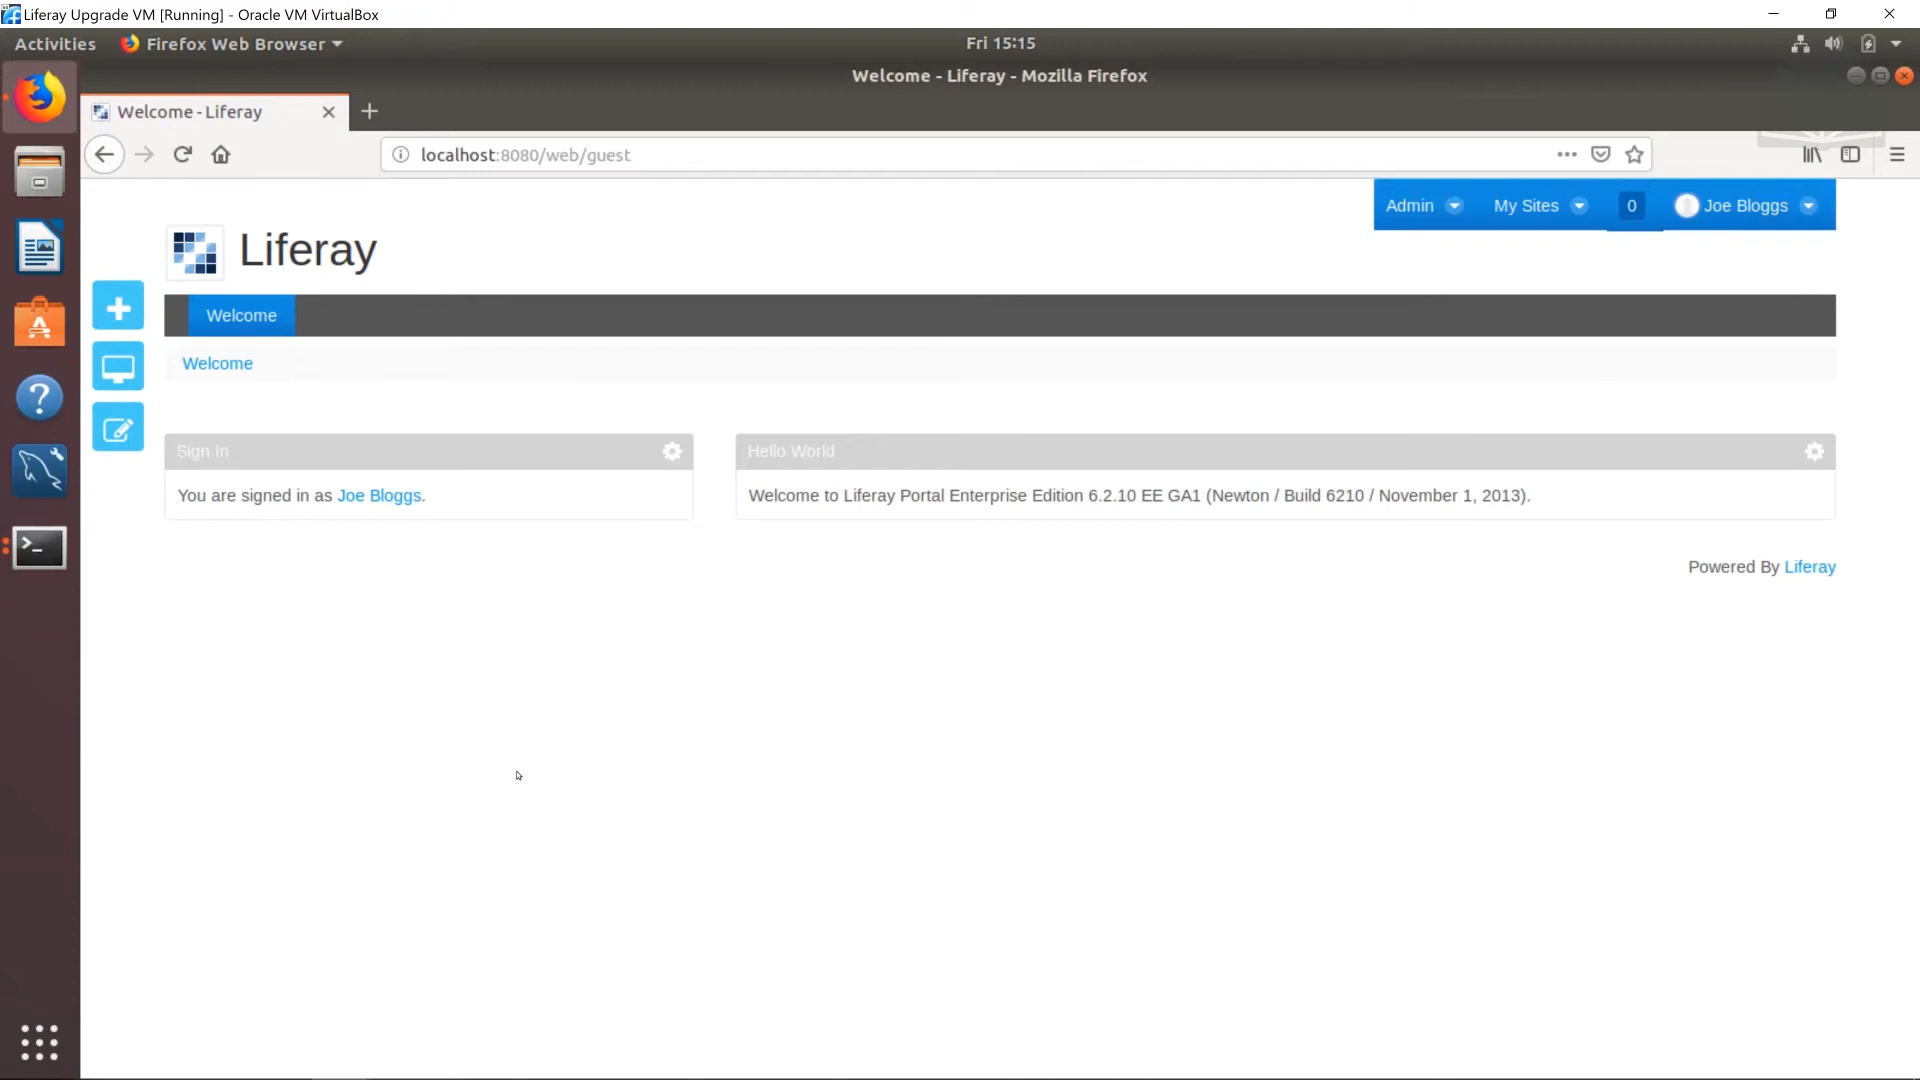 Liferay Upgrade VM [Running] - Oracle VM VirtualBox
Activities Firefox Web Browser Fri 15:15
Welcome - Liferay - Mozilla Firefox
Welcome - Liferay
localhost:8080/web/guest
Admin My Sites 0 Joe Bloggs
Liferay
Welcome
Welcome
Sign In Hello World
You are signed in as Joe Bloggs. Welcome to Liferay Portal Enterprise Edition 6.2.10 EE GA1 (Newton / Build 6210 / November 1, 2013).
Powered By Liferay